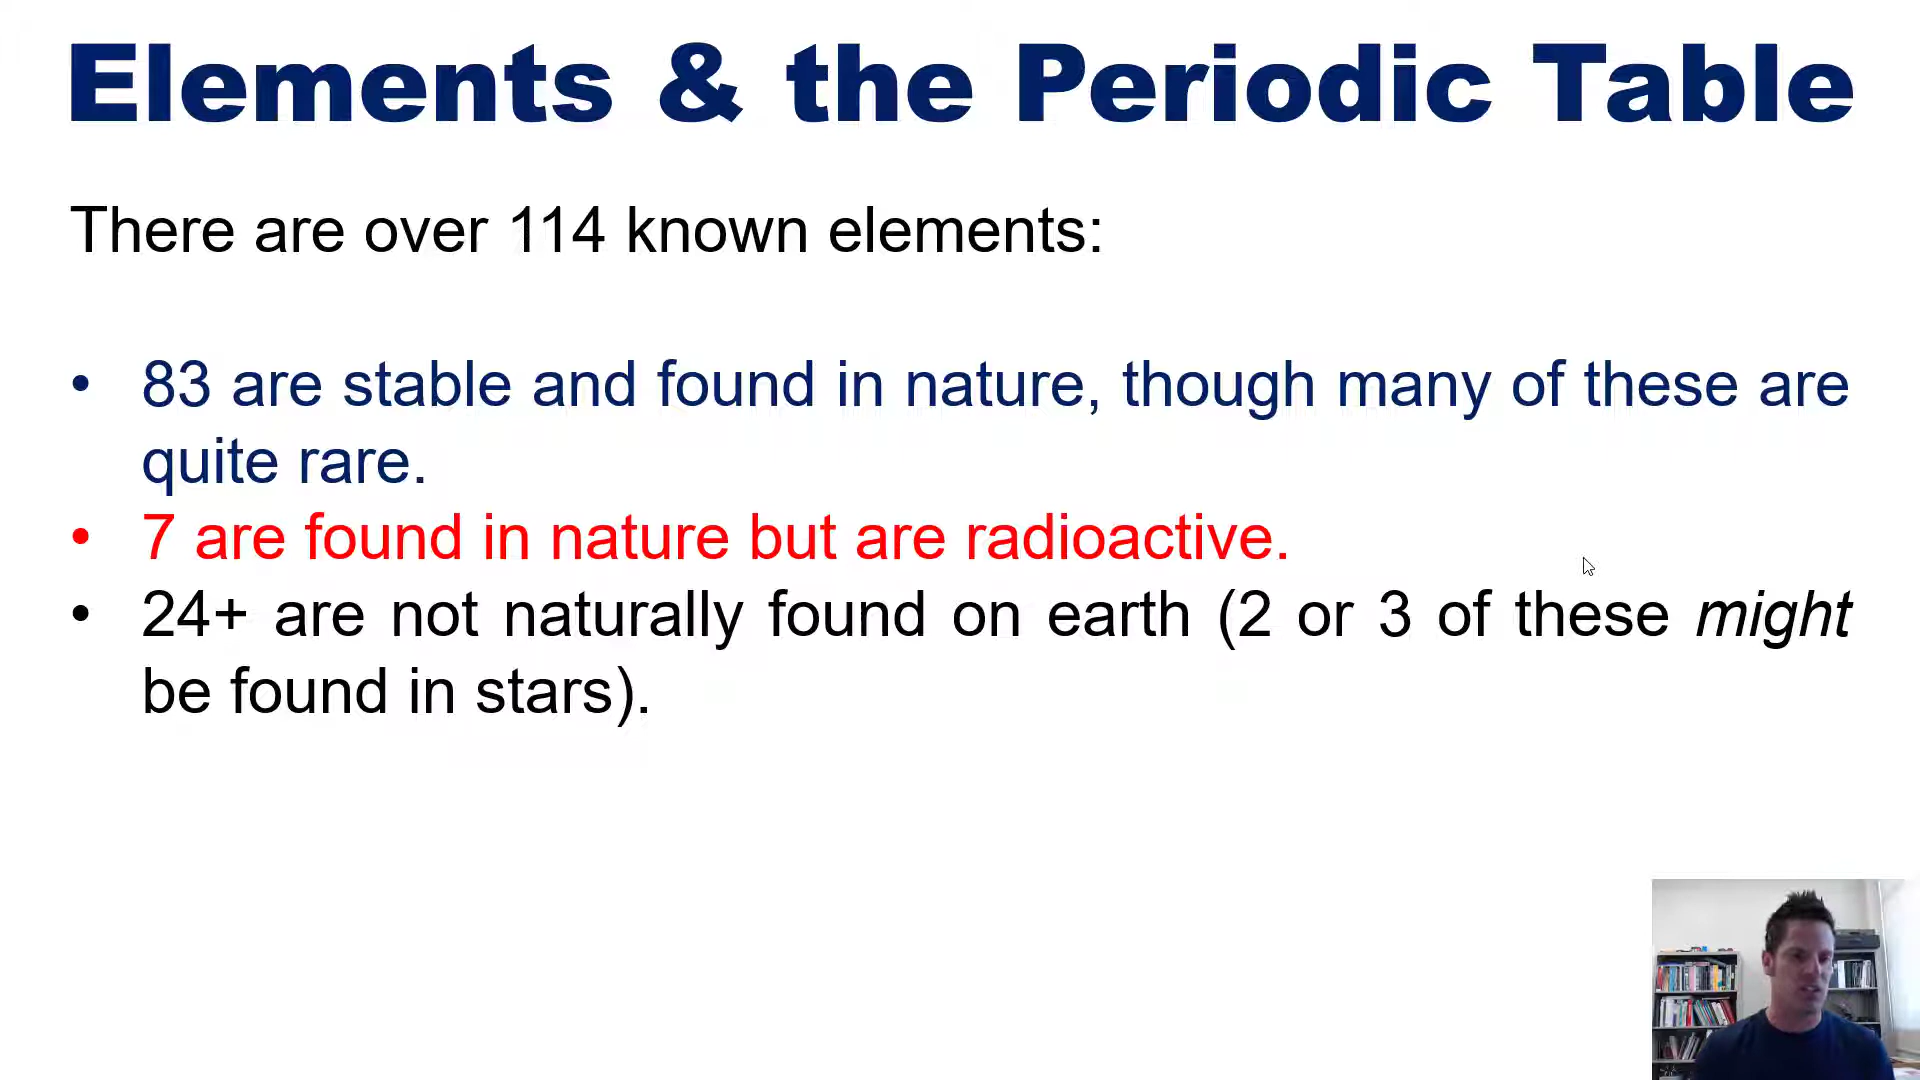 Elements & the Periodic Table
There are over 114 known elements:
• 83 are stable and found in nature, though many of these are
quite rare.
• 7 are found in nature but are radioactive.
• 24+ are not naturally found on earth (2 or 3 of these might
be found in stars).